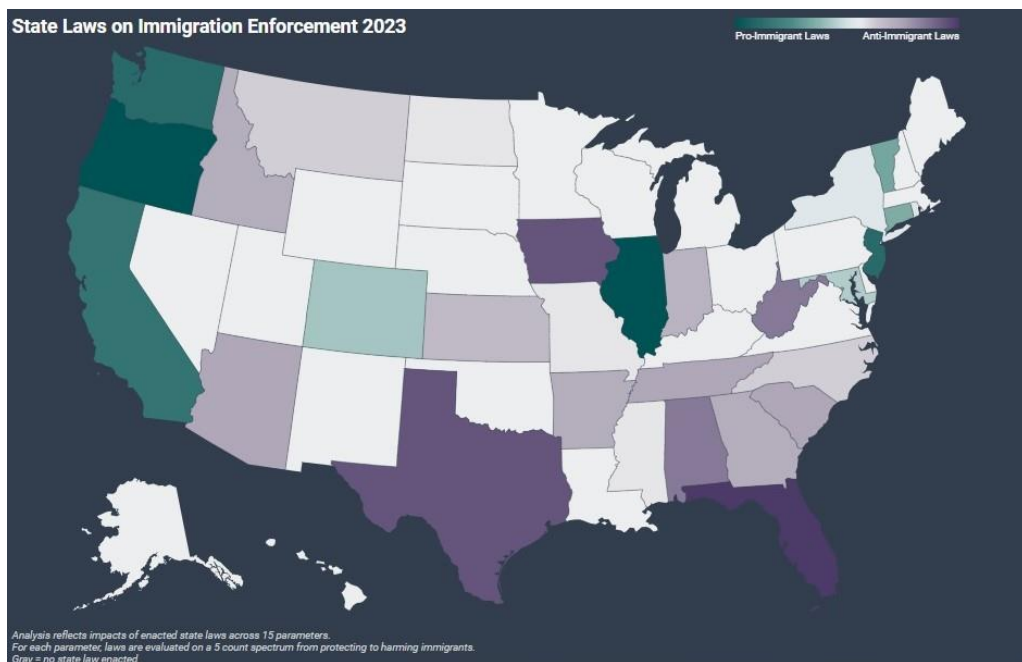 State Laws on Immigration Enforcement 2023
Pro-Immigrant Laws Anti-Immigrant Laws
Analysis reflects impacts of enacted state laws across 15 parameters.
For each parameter, laws are evaluated on a 5 count spectrum from protecting to harming immigrants.
Gray = no state law enacted